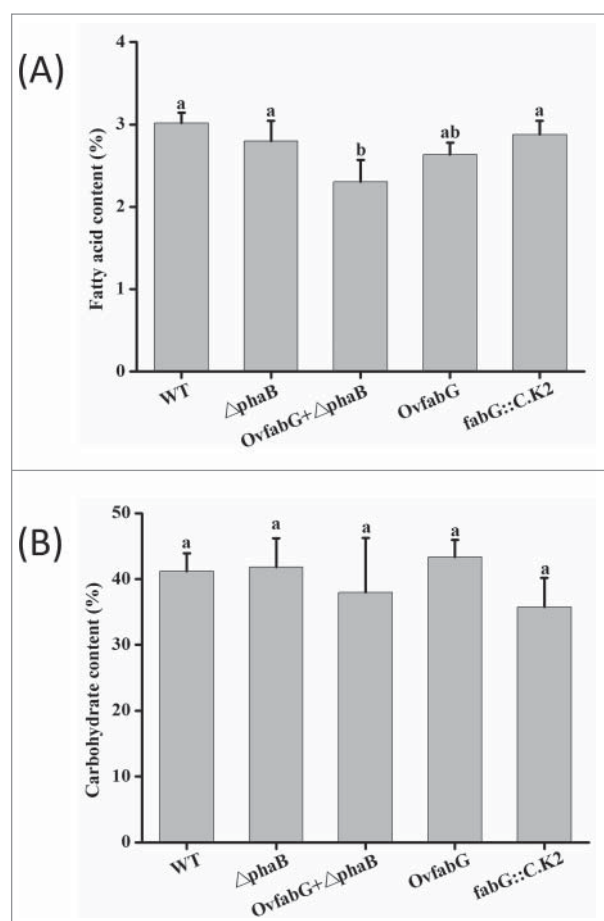 (A)
Fatty acid content (%)
4
3
2
1
0
a
a
b
ab
a
WT
△phaB
OvfabG+△phaB
OvfabG
fabG::C.K2
(B)
Carbohydrate content (%)
50
40
30
20
10
0
a
a
a
a
a
WT
△phaB
OvfabG+△phaB
OvfabG
fabG::C.K2